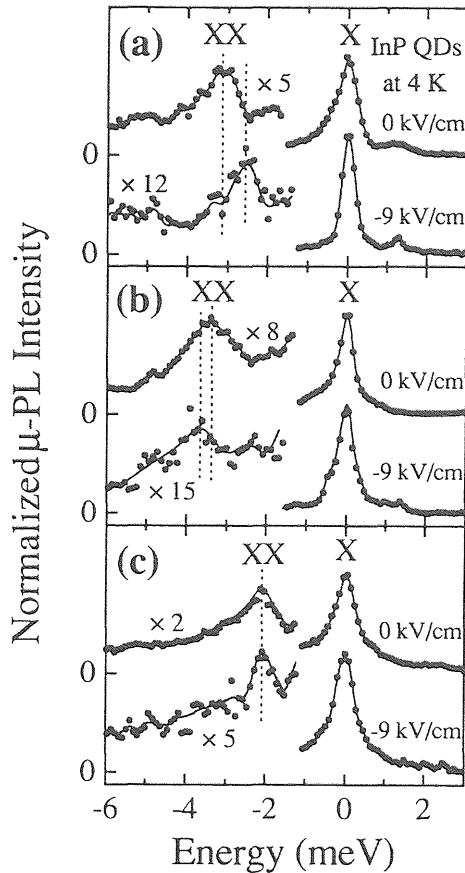 (a)
XX
X
InP QDs
at 4 K
× 5
0 kV/cm
0
× 12
-9 kV/cm
0
(b)
XX
X
× 8
0 kV/cm
0
× 15
-9 kV/cm
0
(c)
XX
X
× 2
0 kV/cm
0
× 5
-9 kV/cm
0
-6 -4 -2 0 2
Energy (meV)
Normalized μ-PL Intensity